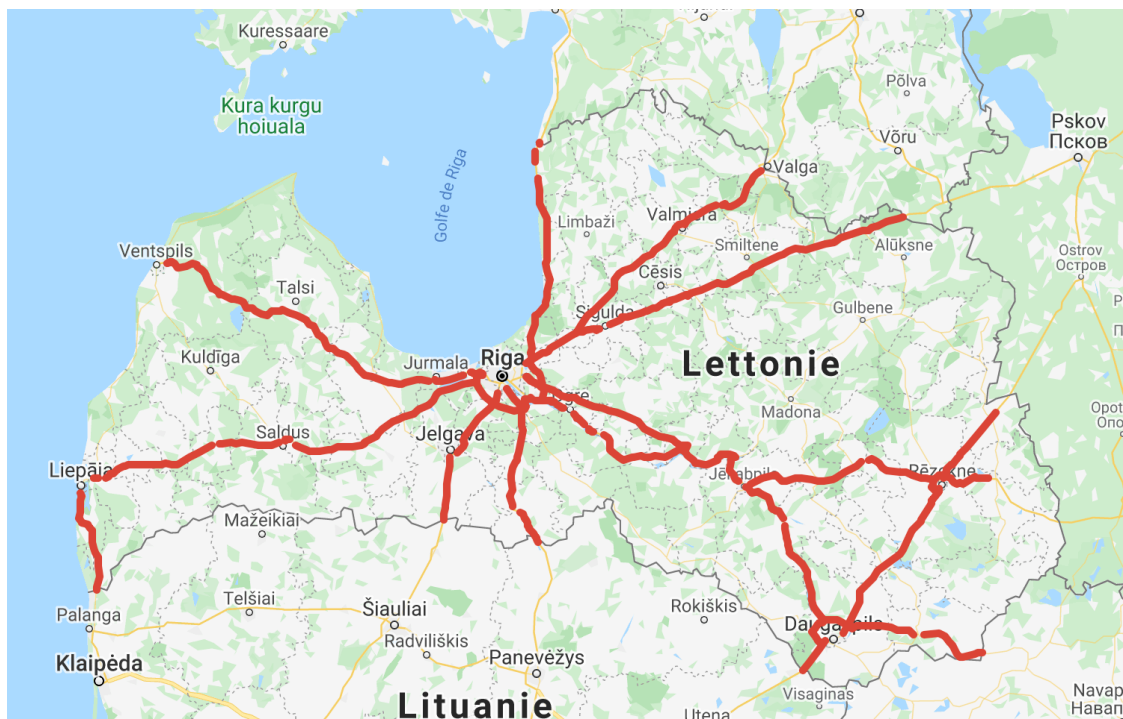 Kuressaare
Põlva
Kura kurgu
hoiuala
Võru
Pskov
Псков
Golfe de Riga
Valga
Limbaži
Valmiera
Smiltene
Alūksne
Ostrov
Остров
Ventspils
Cēsis
Talsi
Gulbene
Sigulda
Kuldīga
Jurmala
Riga
Lettonie
Madona
Saldus
Jelgava
Liepāja
Rēzekne
Mažeikiai
Telšiai
Šiauliai
Rokiškis
Palanga
Radviliškis
Daugavpils
Klaipėda
Panevėžys
Visaginas
Lituanie
Utena